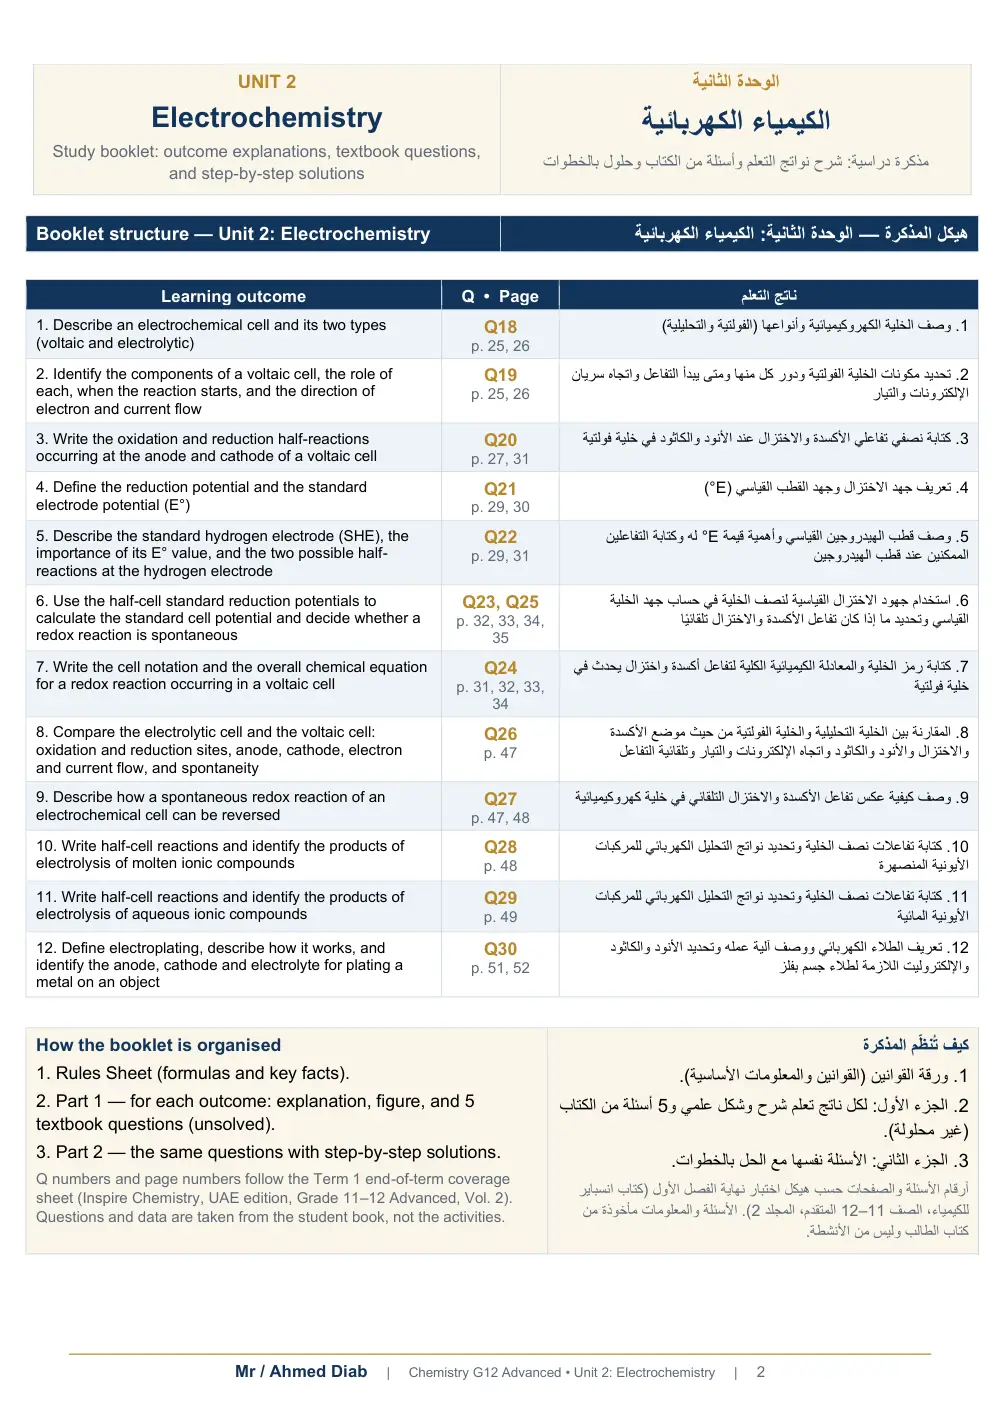 UNIT 2
Electrochemistry
Study booklet: outcome explanations, textbook questions,
and step-by-step solutions
الوحدة الثانية
الكيمياء الكهربائية
مذكرة دراسية: شرح نواتج التعلم وأسئلة من الكتاب وحلول بالخطوات
Booklet structure — Unit 2: Electrochemistry
هيكل المذكرة — الوحدة الثانية: الكيمياء الكهربائية
Learning outcome
Q • Page
ناتج التعلم
1. Describe an electrochemical cell and its two types
(voltaic and electrolytic)
Q18
p. 25, 26
1. وصف الخلية الكهروكيميائية وأنواعها (الفولتية والتحليلية)
2. Identify the components of a voltaic cell, the role of
each, when the reaction starts, and the direction of
electron and current flow
Q19
p. 25, 26
2. تحديد مكونات الخلية الفولتية ودور كل منها ومتى يبدأ التفاعل واتجاه سريان
الإلكترونات والتيار
3. Write the oxidation and reduction half-reactions
occurring at the anode and cathode of a voltaic cell
Q20
p. 27, 31
3. كتابة نصفي تفاعلي الأكسدة والاختزال عند الأنود والكاثود في خلية فولتية
4. Define the reduction potential and the standard
electrode potential (E°)
Q21
p. 29, 30
4. تعريف جهد الاختزال وجهد القطب القياسي (E°)
5. Describe the standard hydrogen electrode (SHE), the
importance of its E° value, and the two possible half-
reactions at the hydrogen electrode
Q22
p. 29, 31
5. وصف قطب الهيدروجين القياسي وأهمية قيمة E° له وكتابة التفاعلين
الممكنين عند قطب الهيدروجين
6. Use the half-cell standard reduction potentials to
calculate the standard cell potential and decide whether a
redox reaction is spontaneous
Q23, Q25
p. 32, 33, 34,
35
6. استخدام جهود الاختزال القياسية لنصف الخلية في حساب جهد الخلية
القياسي وتحديد ما إذا كان تفاعل الأكسدة والاختزال تلقائيًا
7. Write the cell notation and the overall chemical equation
for a redox reaction occurring in a voltaic cell
Q24
p. 31, 32, 33,
34
7. كتابة رمز الخلية والمعادلة الكيميائية الكلية لتفاعل أكسدة واختزال يحدث في
خلية فولتية
8. Compare the electrolytic cell and the voltaic cell:
oxidation and reduction sites, anode, cathode, electron
and current flow, and spontaneity
Q26
p. 47
8. المقارنة بين الخلية التحليلية والخلية الفولتية من حيث موضع الأكسدة
والاختزال والأنود والكاثود واتجاه الإلكترونات والتيار وتلقائية التفاعل
9. Describe how a spontaneous redox reaction of an
electrochemical cell can be reversed
Q27
p. 47, 48
9. وصف كيفية عكس تفاعل الأكسدة والاختزال التلقائي في خلية كهروكيميائية
10. Write half-cell reactions and identify the products of
electrolysis of molten ionic compounds
Q28
p. 48
10. كتابة تفاعلات نصف الخلية وتحديد نواتج التحليل الكهربائي للمركبات
الأيونية المنصهرة
11. Write half-cell reactions and identify the products of
electrolysis of aqueous ionic compounds
Q29
p. 49
11. كتابة تفاعلات نصف الخلية وتحديد نواتج التحليل الكهربائي للمركبات
الأيونية المائية
12. Define electroplating, describe how it works, and
identify the anode, cathode and electrolyte for plating a
metal on an object
Q30
p. 51, 52
12. تعريف الطلاء الكهربائي ووصف آلية عمله وتحديد الأنود والكاثود
والإلكتروليت اللازمة لطلاء جسم بفلز
How the booklet is organised
1. Rules Sheet (formulas and key facts).
2. Part 1 — for each outcome: explanation, figure, and 5
textbook questions (unsolved).
3. Part 2 — the same questions with step-by-step solutions.
Q numbers and page numbers follow the Term 1 end-of-term coverage
sheet (Inspire Chemistry, UAE edition, Grade 11–12 Advanced, Vol. 2).
Questions and data are taken from the student book, not the activities.
كيف تُنظَّم المذكرة
1. ورقة القوانين (القوانين والمعلومات الأساسية).
2. الجزء الأول: لكل ناتج تعلم شرح وشكل علمي و5 أسئلة من الكتاب
(غير محلولة).
3. الجزء الثاني: الأسئلة نفسها مع الحل بالخطوات.
أرقام الأسئلة والصفحات حسب هيكل اختبار نهاية الفصل الأول (كتاب انسباير
للكيمياء، الصف 11–12 المتقدم، المجلد 2). الأسئلة والمعلومات مأخوذة من
كتاب الطالب وليس من الأنشطة.
Mr / Ahmed Diab | Chemistry G12 Advanced • Unit 2: Electrochemistry | 2